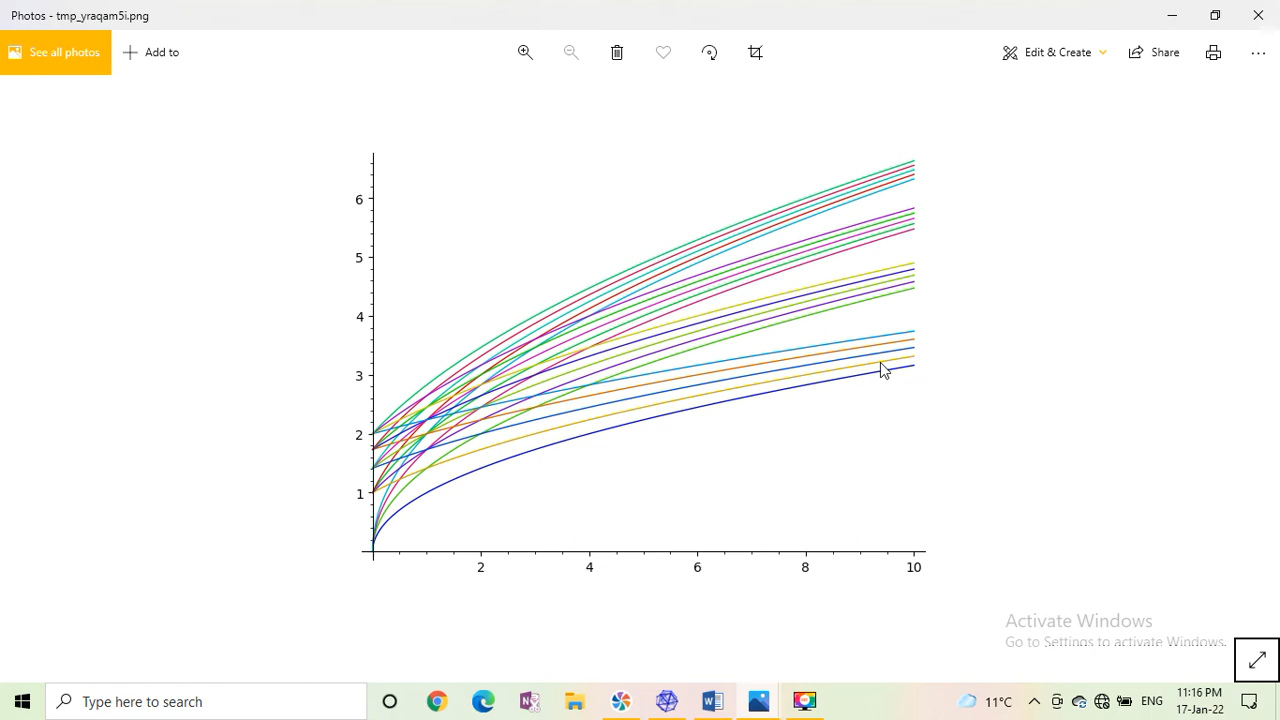 Photos - tmp_yraqam5i.png
See all photos
Add to
Edit & Create
Share
6
5
4
3
2
1
2
4
6
8
10
Activate Windows
Go to Settings to activate Windows.
Type here to search
11°C
ENG
11:16 PM
17-Jan-22